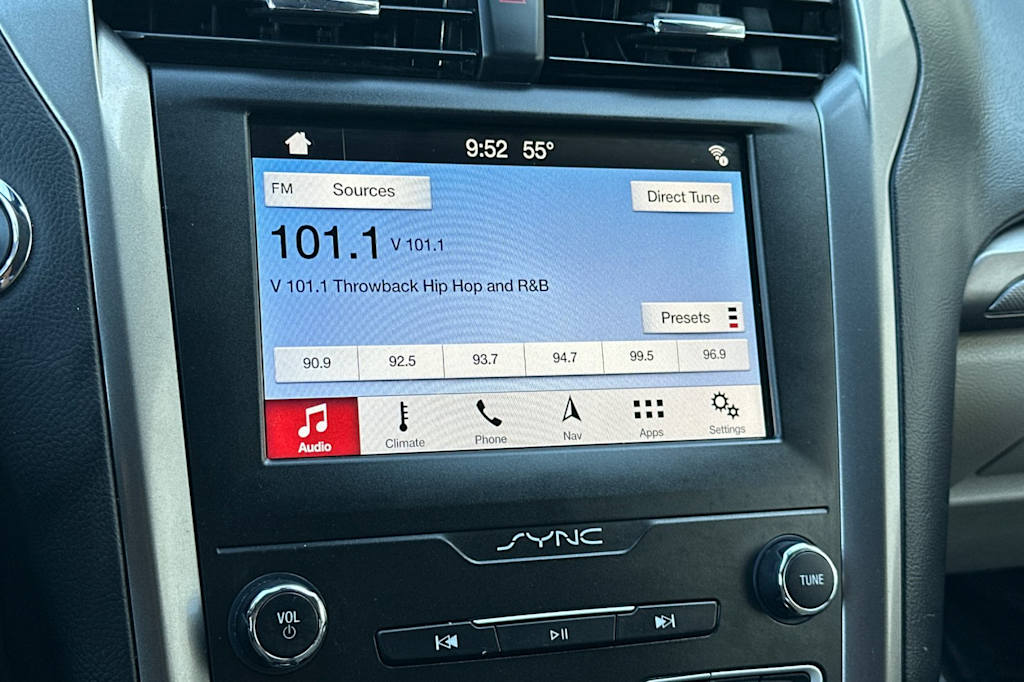 9:52 55°
FM Sources
Direct Tune
101.1 V 101.1
V 101.1 Throwback Hip Hop and R&B
Presets
90.9 92.5 93.7 94.7 99.5 96.9
Audio Climate Phone Nav Apps Settings
SYNC
VOL
TUNE